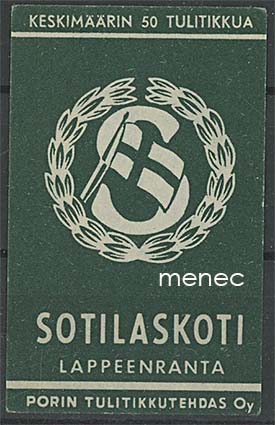 KESKIMÄÄRIN 50 TULITIKKUA
S
menec
SOTILASKOTI
LAPPEENRANTA
PORIN TULITIKKUTEHDAS Oy